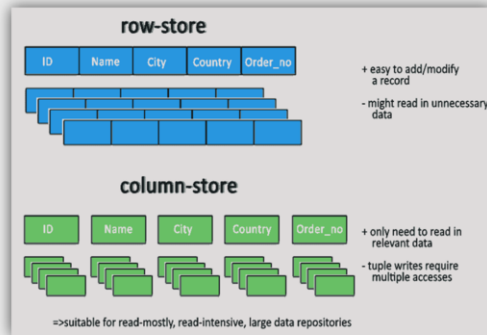 row-store
ID Name City Country Order_no
+ easy to add/modify
a record
- might read in unnecessary
data
column-store
ID Name City Country Order_no
+ only need to read in
relevant data
- tuple writes require
multiple accesses
=>suitable for read-mostly, read-intensive, large data repositories